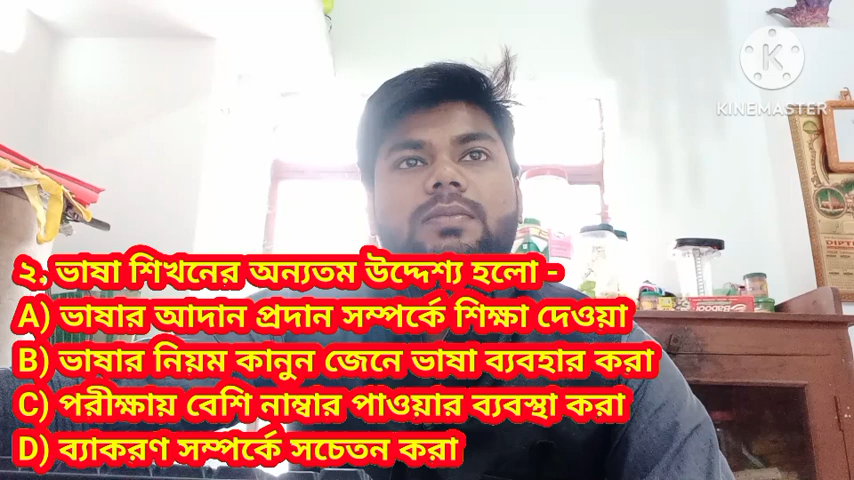 KINEMASTER
২. ভাষা শিখনের অন্যতম উদ্দেশ্য হলো -
A) ভাষার আদান প্রদান সম্পর্কে শিক্ষা দেওয়া
B) ভাষার নিয়ম কানুন জেনে ভাষা ব্যবহার করা
C) পরীক্ষায় বেশি নাম্বার পাওয়ার ব্যবস্থা করা
D) ব্যাকরণ সম্পর্কে সচেতন করা